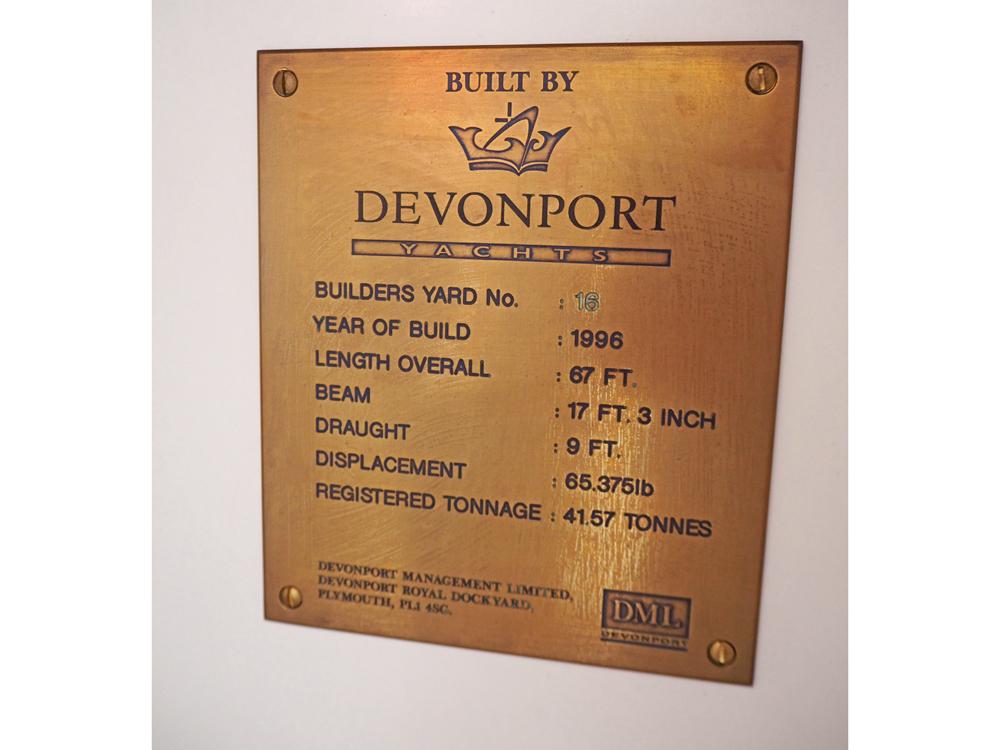 BUILT BY
DEVONPORT
YACHTS
BUILDERS YARD No. : 16
YEAR OF BUILD : 1996
LENGTH OVERALL : 67 FT.
BEAM : 17 FT. 3 INCH
DRAUGHT : 9 FT.
DISPLACEMENT : 65.375lb
REGISTERED TONNAGE : 41.57 TONNES
DEVONPORT MANAGEMENT LIMITED,
DEVONPORT ROYAL DOCKYARD,
PLYMOUTH, PL1 4SG.
DML
DEVONPORT